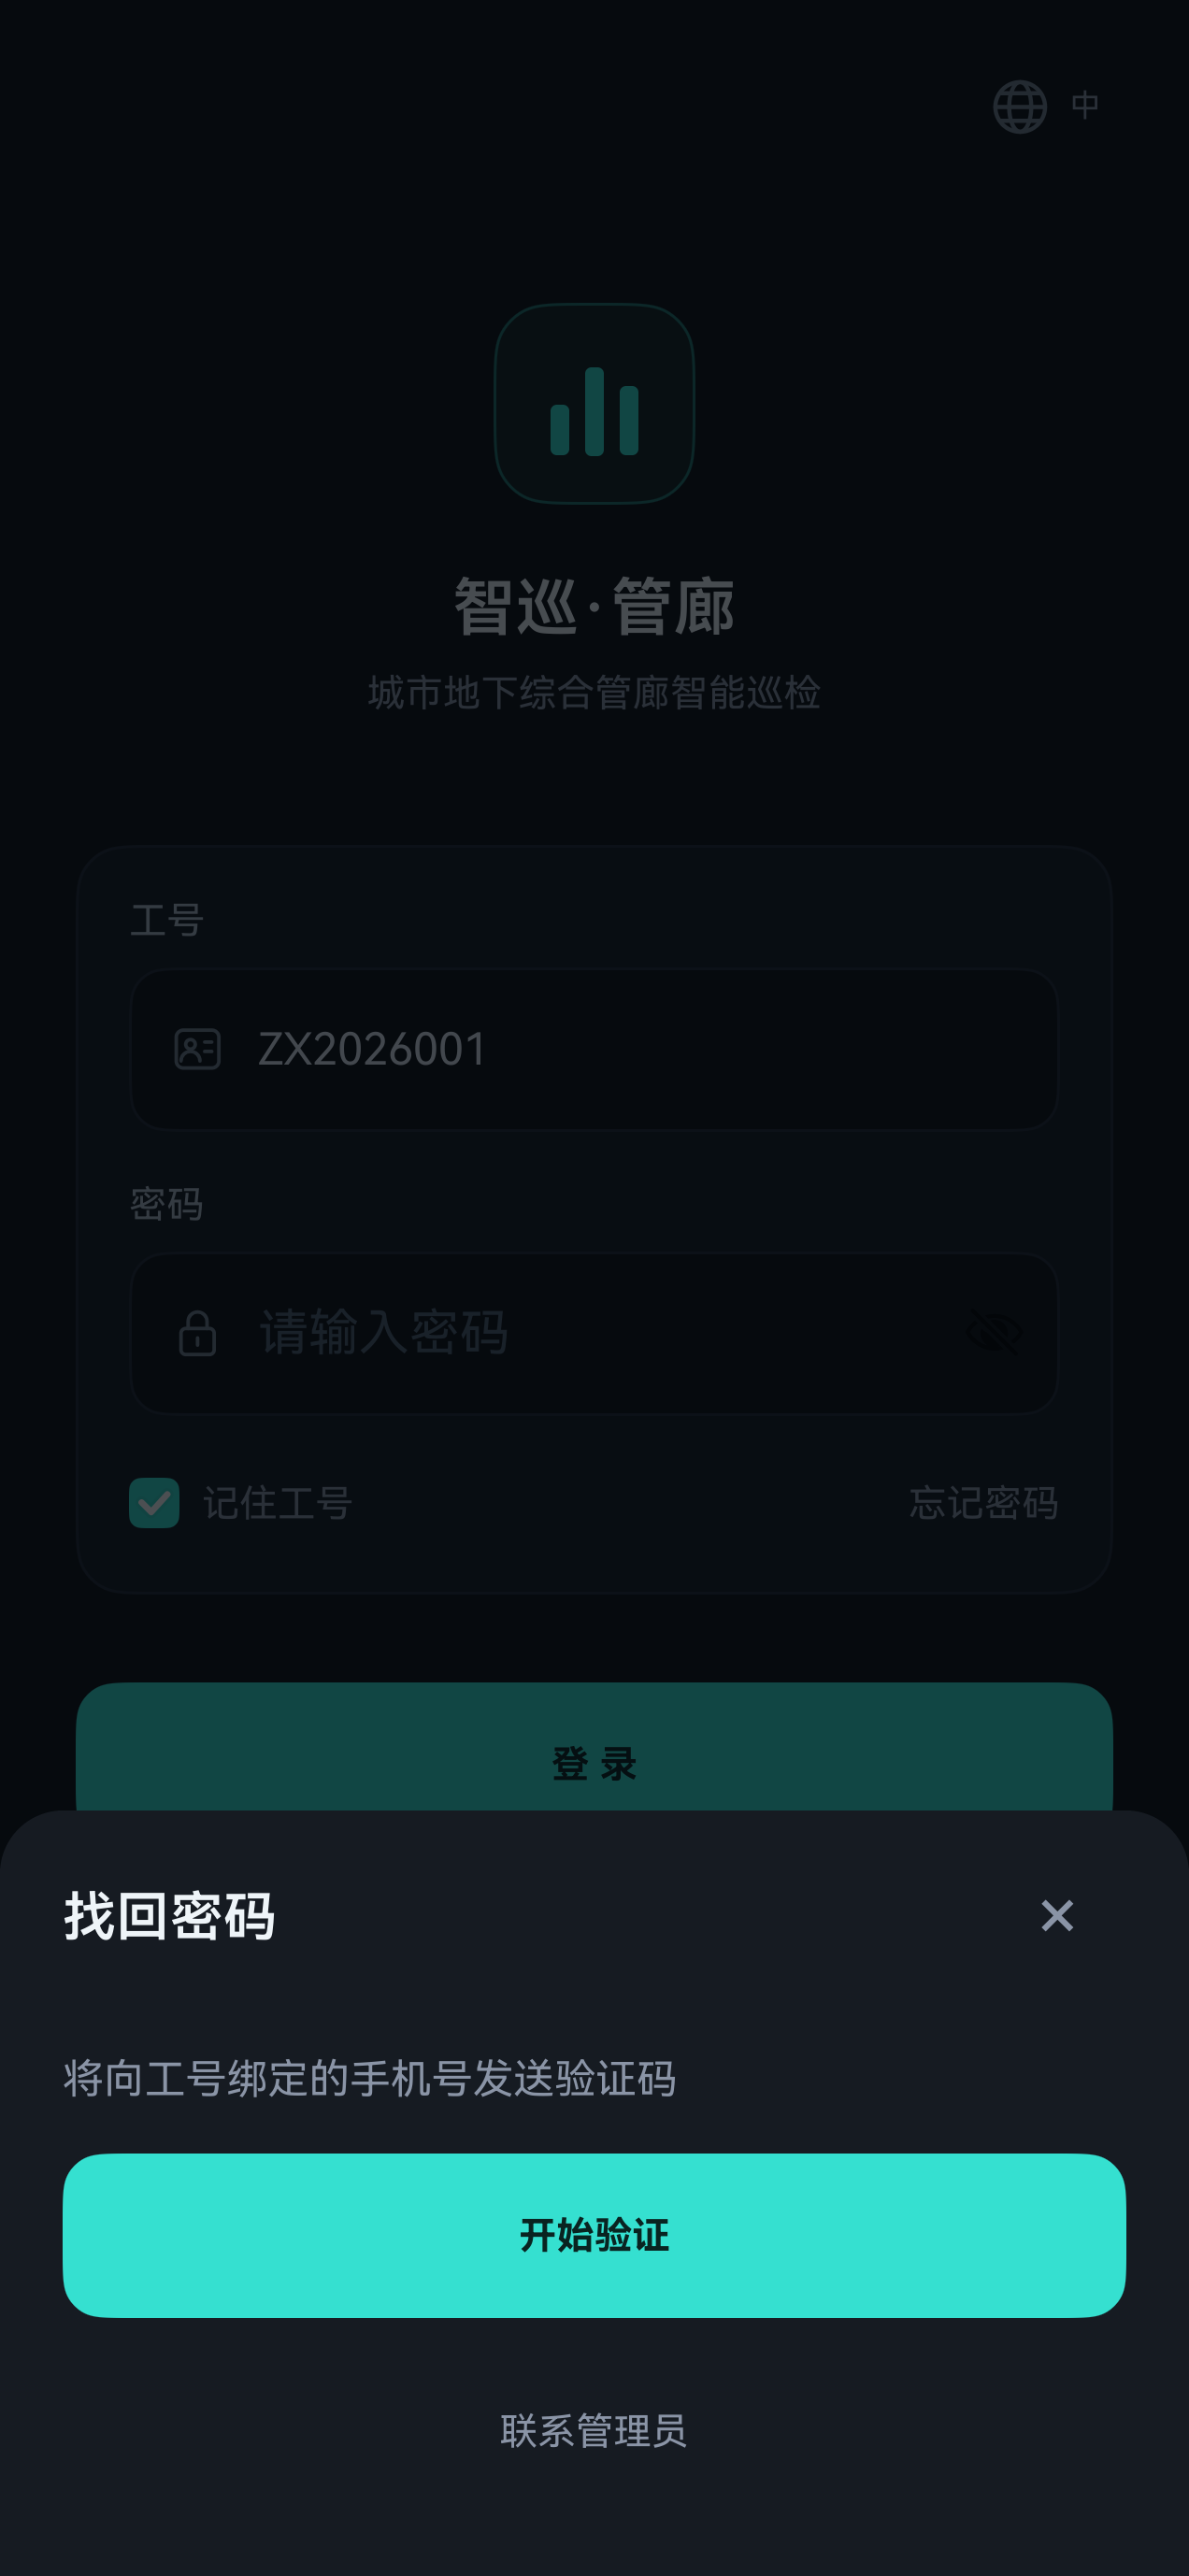 中
智巡·管廊
城市地下综合管廊智能巡检
工号
ZX2026001
密码
请输入密码
记住工号 忘记密码
登 录
找回密码
将向工号绑定的手机号发送验证码
开始验证
联系管理员